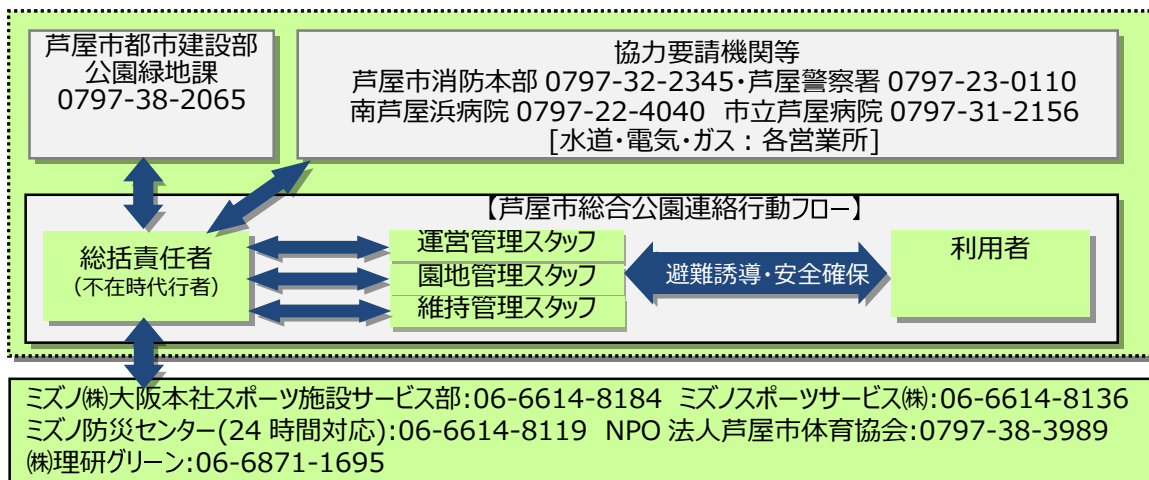 芦屋市都市建設部
公園緑地課
0797-38-2065
協力要請機関等
芦屋市消防本部 0797-32-2345・芦屋警察署 0797-23-0110
南芦屋浜病院 0797-22-4040 市立芦屋病院 0797-31-2156
[水道・電気・ガス：各営業所]
【芦屋市総合公園連絡行動フロー】
総括責任者
（不在時代行者）
運営管理スタッフ
園地管理スタッフ
維持管理スタッフ
避難誘導・安全確保
利用者
ミズノ㈱大阪本社スポーツ施設サービス部:06-6614-8184 ミズノスポーツサービス㈱:06-6614-8136
ミズノ防災センター(24 時間対応):06-6614-8119 NPO 法人芦屋市体育協会:0797-38-3989
㈱理研グリーン:06-6871-1695